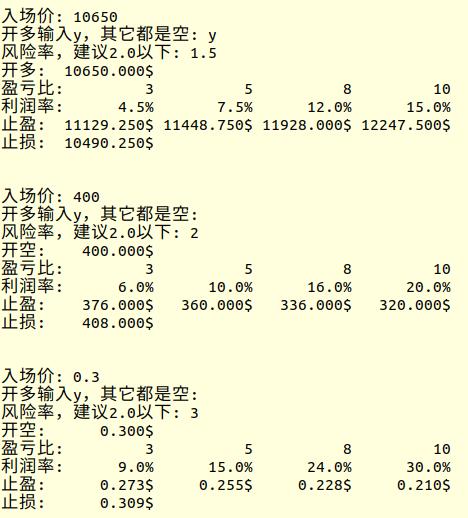 入场价: 10650
开多输入y，其它都是空: y
风险率，建议2.0以下: 1.5
开多:  10650.000$
盈亏比:         3          5          8         10
利润率:      4.5%       7.5%      12.0%      15.0%
止盈: 11129.250$ 11448.750$ 11928.000$ 12247.500$
止损: 10490.250$
入场价: 400
开多输入y，其它都是空:
风险率，建议2.0以下: 2
开空:    400.000$
盈亏比:         3          5          8         10
利润率:      6.0%      10.0%      16.0%      20.0%
止盈:   376.000$   360.000$   336.000$   320.000$
止损:   408.000$
入场价: 0.3
开多输入y，其它都是空:
风险率，建议2.0以下: 3
开空:      0.300$
盈亏比:         3          5          8         10
利润率:      9.0%      15.0%      24.0%      30.0%
止盈:     0.273$     0.255$     0.228$     0.210$
止损:     0.309$